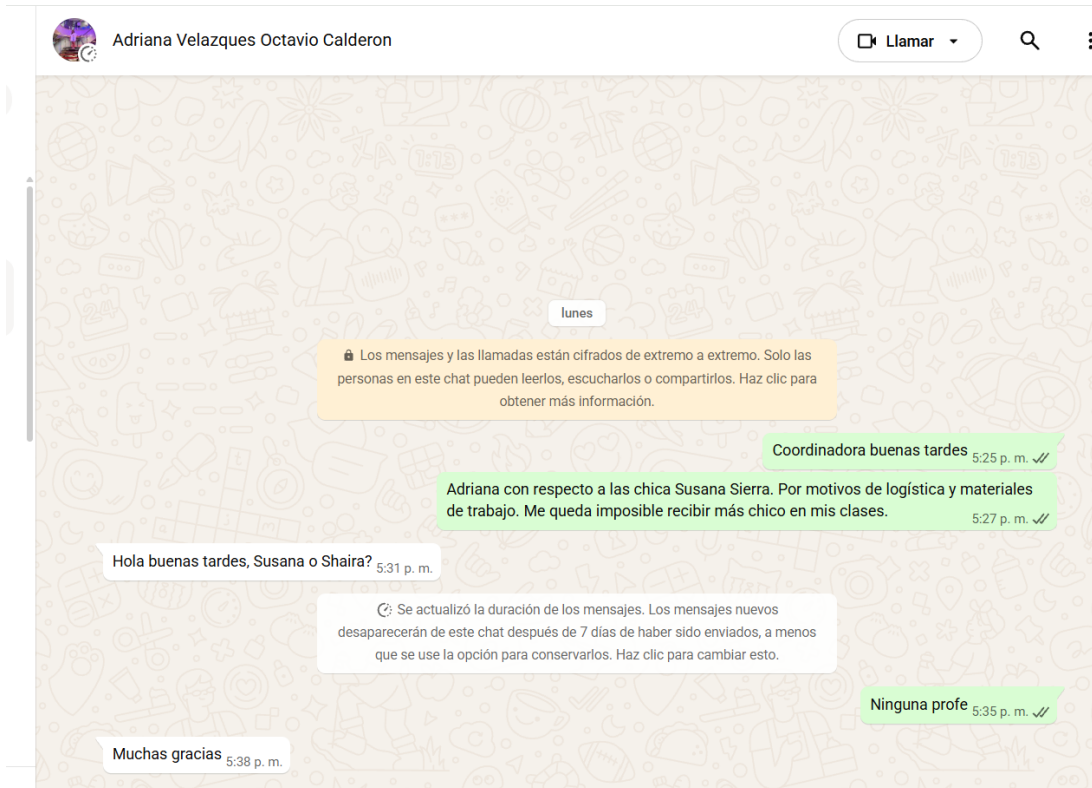 Adriana Velazques Octavio Calderon
Llamar
lunes
Los mensajes y las llamadas están cifrados de extremo a extremo. Solo las
personas en este chat pueden leerlos, escucharlos o compartirlos. Haz clic para
obtener más información.
Coordinadora buenas tardes 5:25 p. m.
Adriana con respecto a las chica Susana Sierra. Por motivos de logística y materiales
de trabajo. Me queda imposible recibir más chico en mis clases. 5:27 p. m.
Hola buenas tardes, Susana o Shaira? 5:31 p. m.
Se actualizó la duración de los mensajes. Los mensajes nuevos
desaparecerán de este chat después de 7 días de haber sido enviados, a menos
que se use la opción para conservarlos. Haz clic para cambiar esto.
Ninguna profe 5:35 p. m.
Muchas gracias 5:38 p. m.